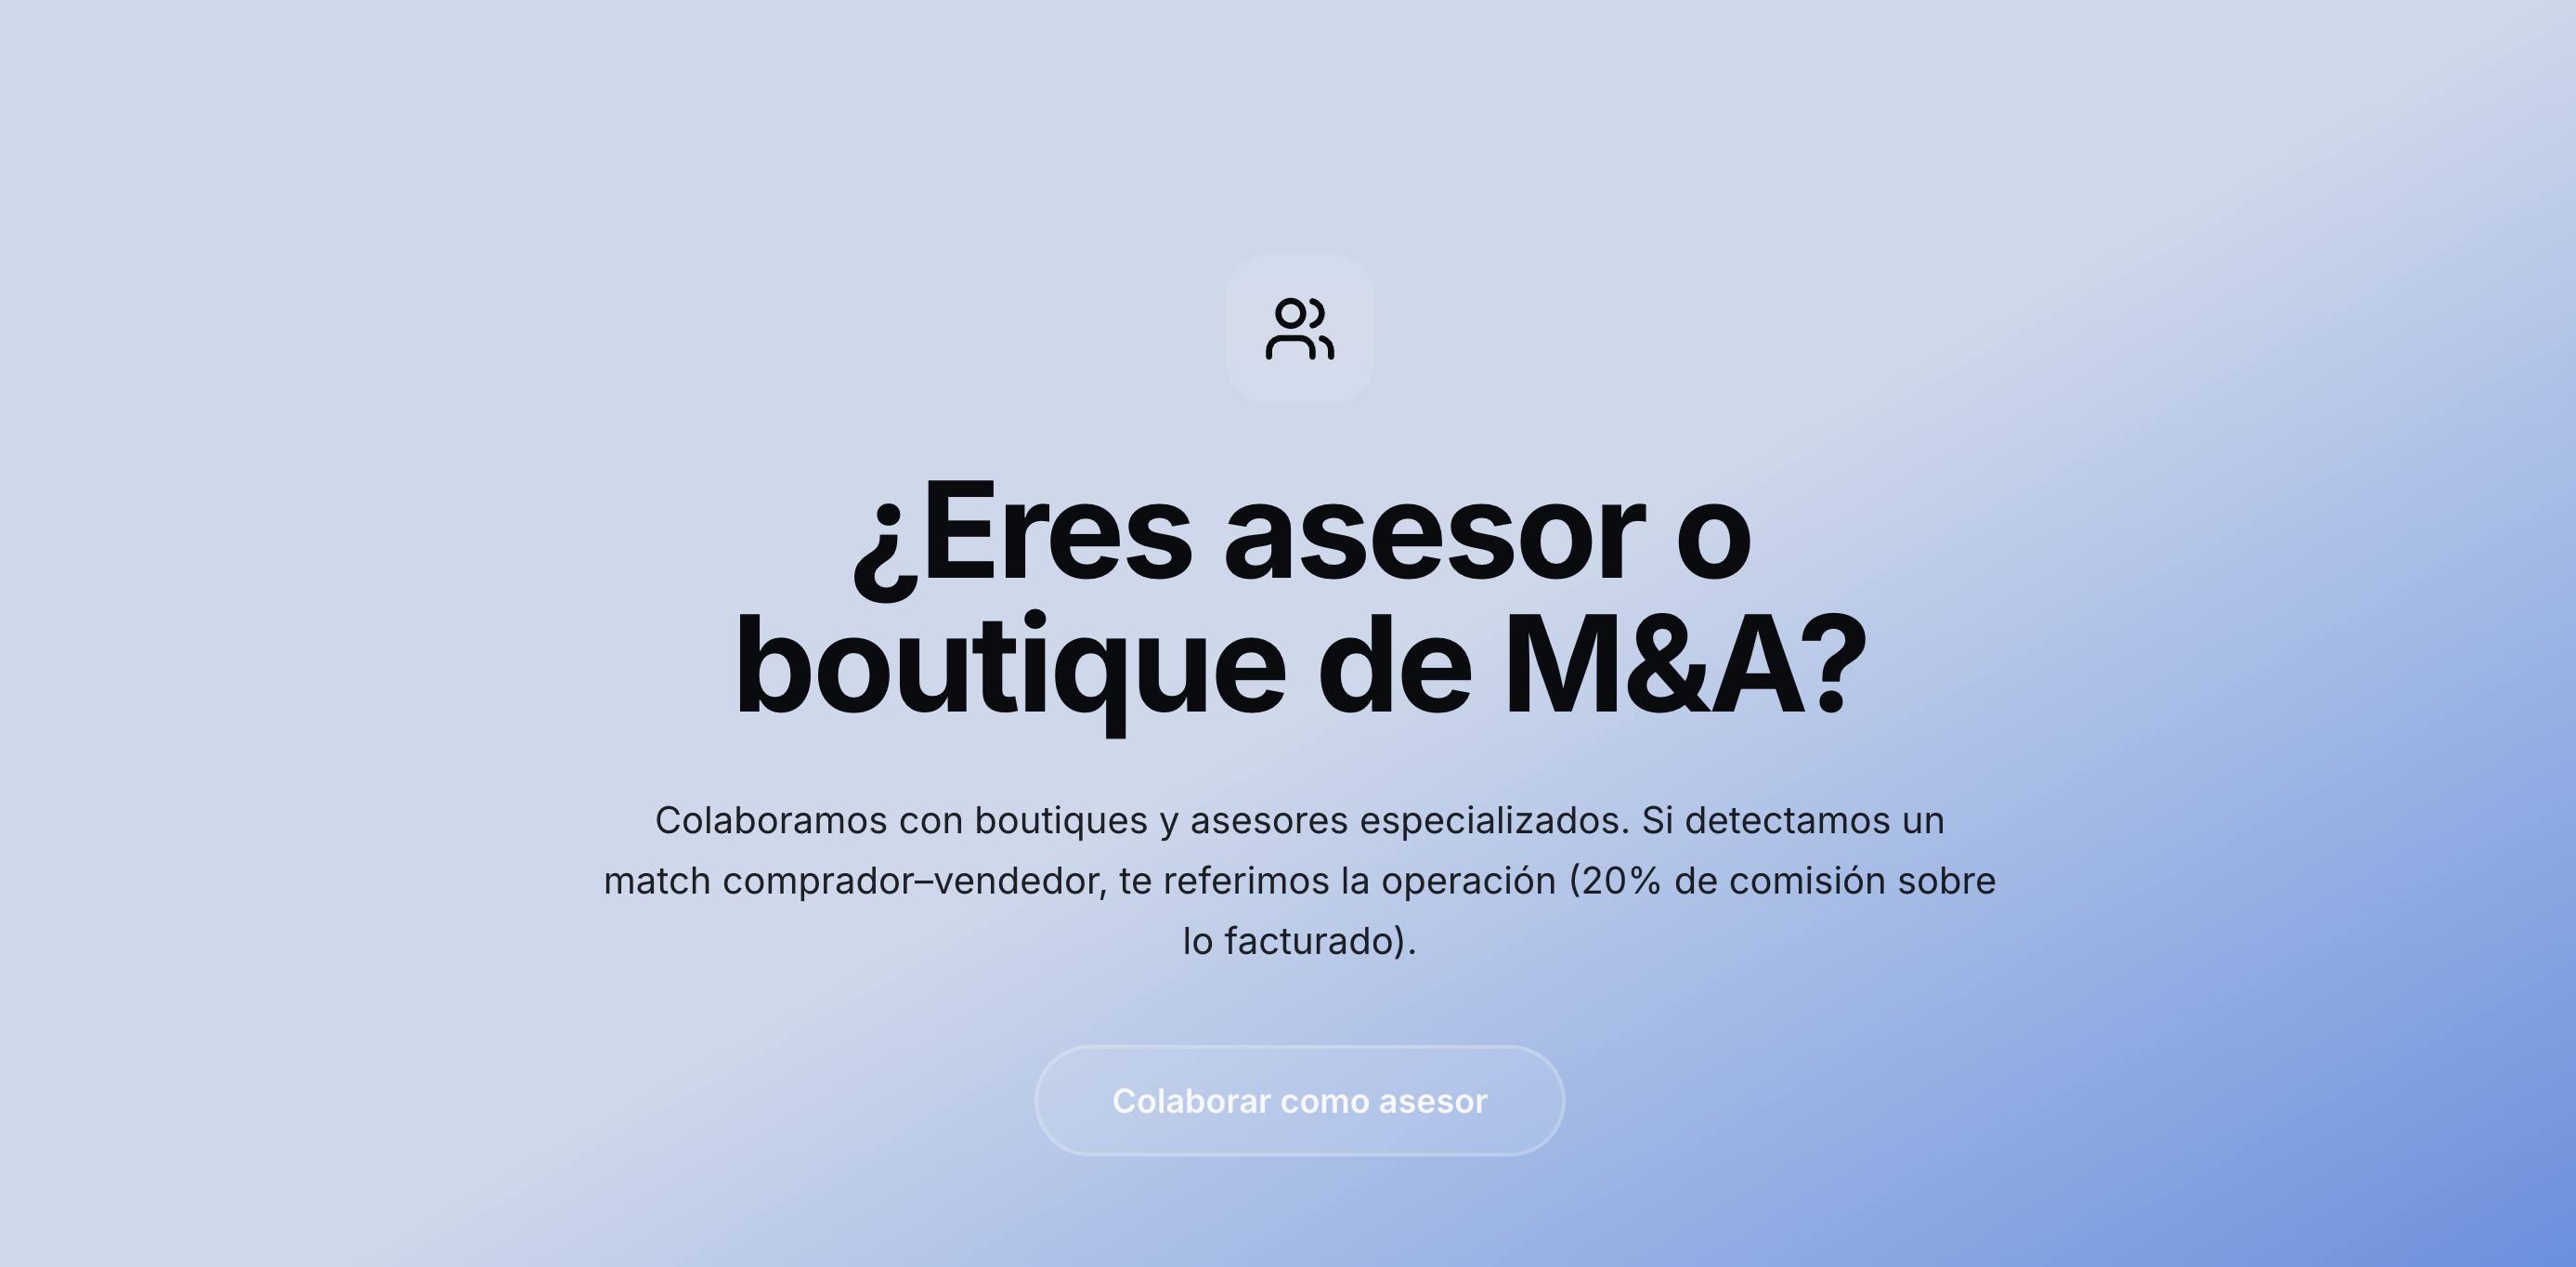 ¿Eres asesor o
boutique de M&A?
Colaboramos con boutiques y asesores especializados. Si detectamos un
match comprador–vendedor, te referimos la operación (20% de comisión sobre
lo facturado).
Colaborar como asesor